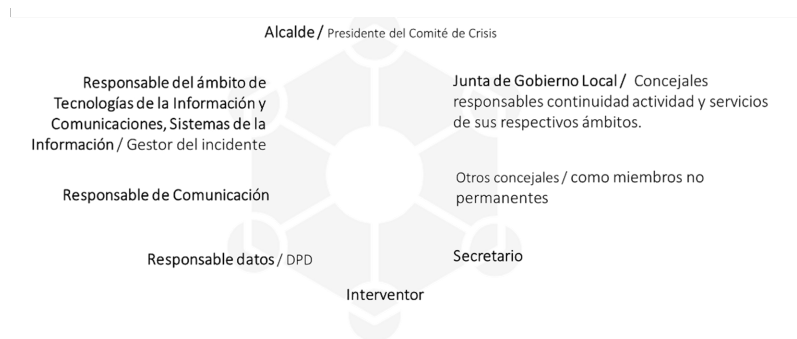 Alcalde / Presidente del Comité de Crisis
Responsable del ámbito de
Tecnologías de la Información y
Comunicaciones, Sistemas de la
Información / Gestor del incidente
Junta de Gobierno Local / Concejales
responsables continuidad actividad y servicios
de sus respectivos ámbitos.
Responsable de Comunicación
Otros concejales / como miembros no
permanentes
Responsable datos / DPD
Secretario
Interventor